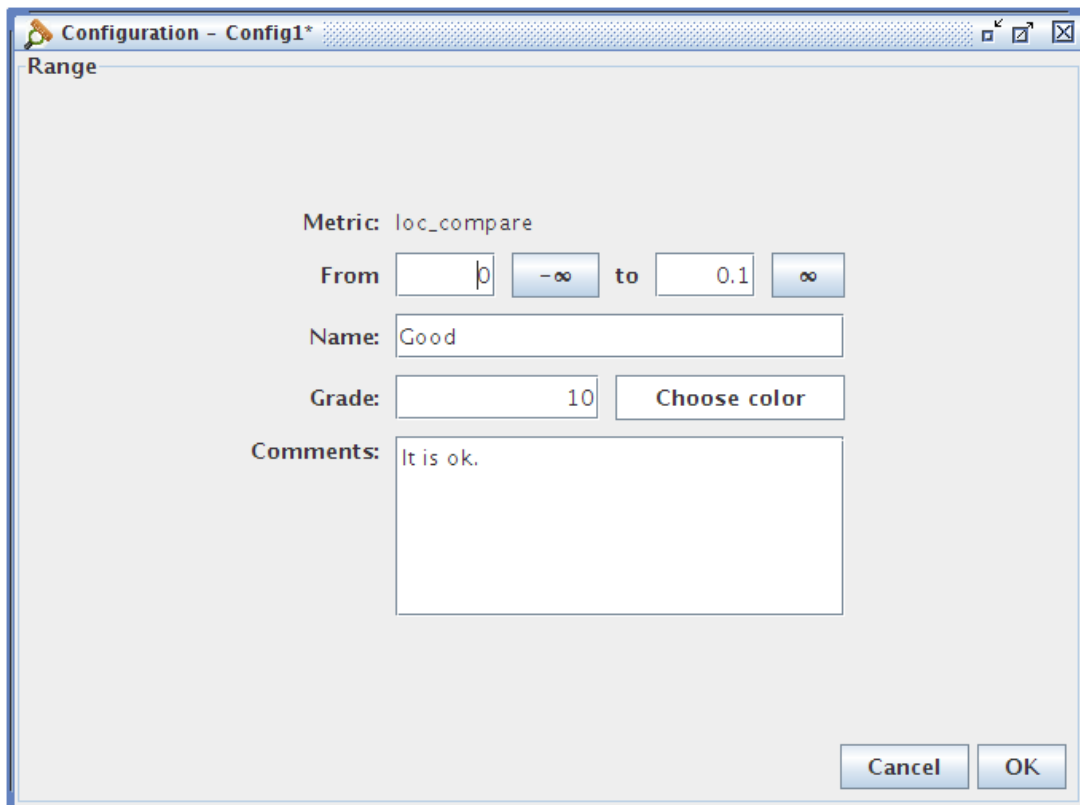 Configuration - Config1*
Range
Metric: loc_compare
From 0 -∞ to 0.1 ∞
Name: Good
Grade: 10 Choose color
Comments: It is ok.
Cancel OK